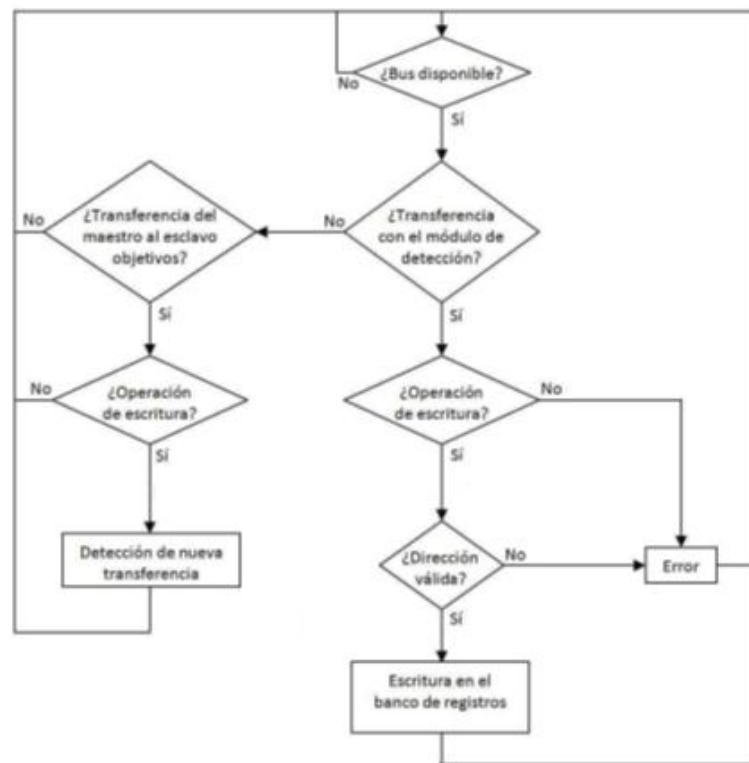 ¿Bus disponible?
No
Sí
¿Transferencia del
maestro al esclavo
objetivos?
No
Sí
¿Transferencia
con el módulo de
detección?
No
Sí
¿Operación
de escritura?
No
Sí
¿Operación
de escritura?
No
Sí
Detección de nueva
transferencia
¿Dirección
válida?
No
Sí
Error
Escritura en el
banco de registros